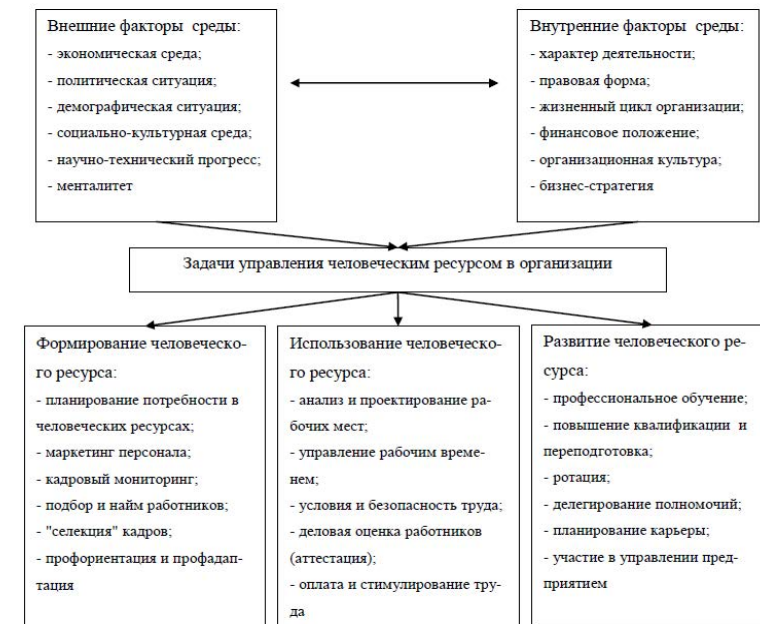 Внешние факторы среды:
- экономическая среда;
- политическая ситуация;
- демографическая ситуация;
- социально-культурная среда;
- научно-технический прогресс;
- менталитет
Внутренние факторы среды:
- характер деятельности;
- правовая форма;
- жизненный цикл организации;
- финансовое положение;
- организационная культура;
- бизнес-стратегия
Задачи управления человеческим ресурсом в организации
Формирование человеческо-
го ресурса:
- планирование потребности в
человеческих ресурсах;
- маркетинг персонала;
- кадровый мониторинг;
- подбор и найм работников;
- "селекция" кадров;
- профориентация и профадап-
тация
Использование человеческо-
го ресурса:
- анализ и проектирование ра-
бочих мест;
- управление рабочим време-
нем;
- условия и безопасность труда;
- деловая оценка работников
(аттестация);
- оплата и стимулирование тру-
да
Развитие человеческого ре-
сурса:
- профессиональное обучение;
- повышение квалификации и
переподготовка;
- ротация;
- делегирование полномочий;
- планирование карьеры;
- участие в управлении пред-
приятием